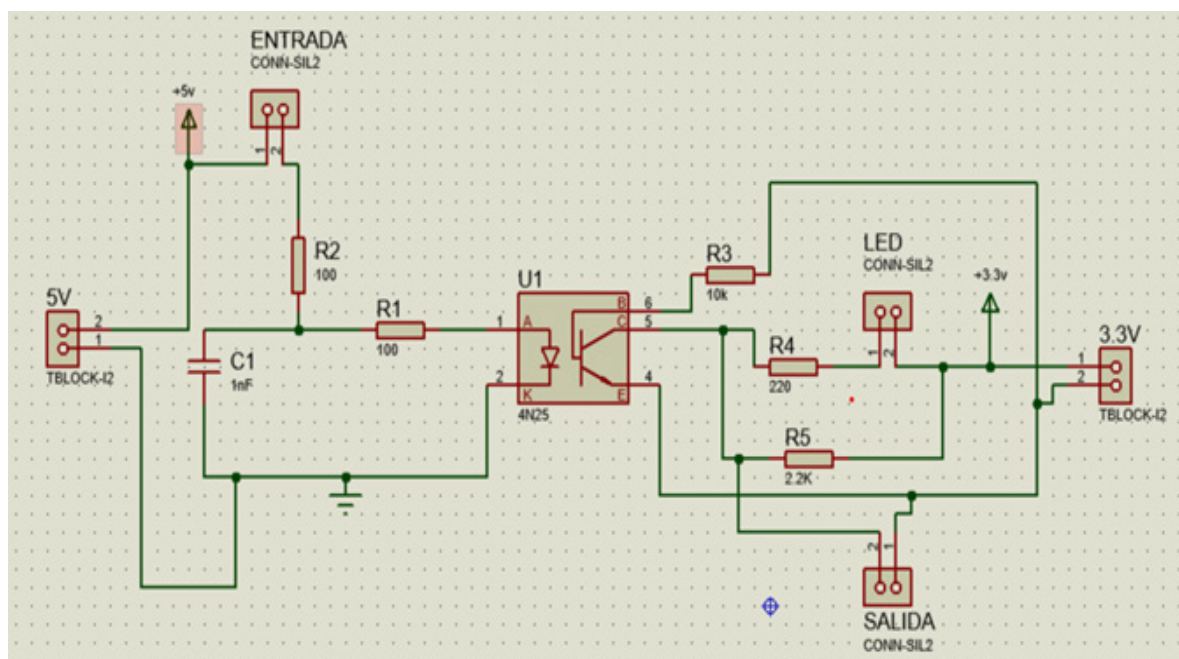 ENTRADA
CONN-SIL2
+5v
1
2
R2
100
5V
2
1
TBLOCK-I2
C1
1nF
R1
100
U1
1
A
2
K
B
6
C
5
E
4
4N25
R3
10k
LED
CONN-SIL2
1
2
+3.3v
R4
220
3.3V
1
2
TBLOCK-I2
R5
2.2K
2
1
SALIDA
CONN-SIL2